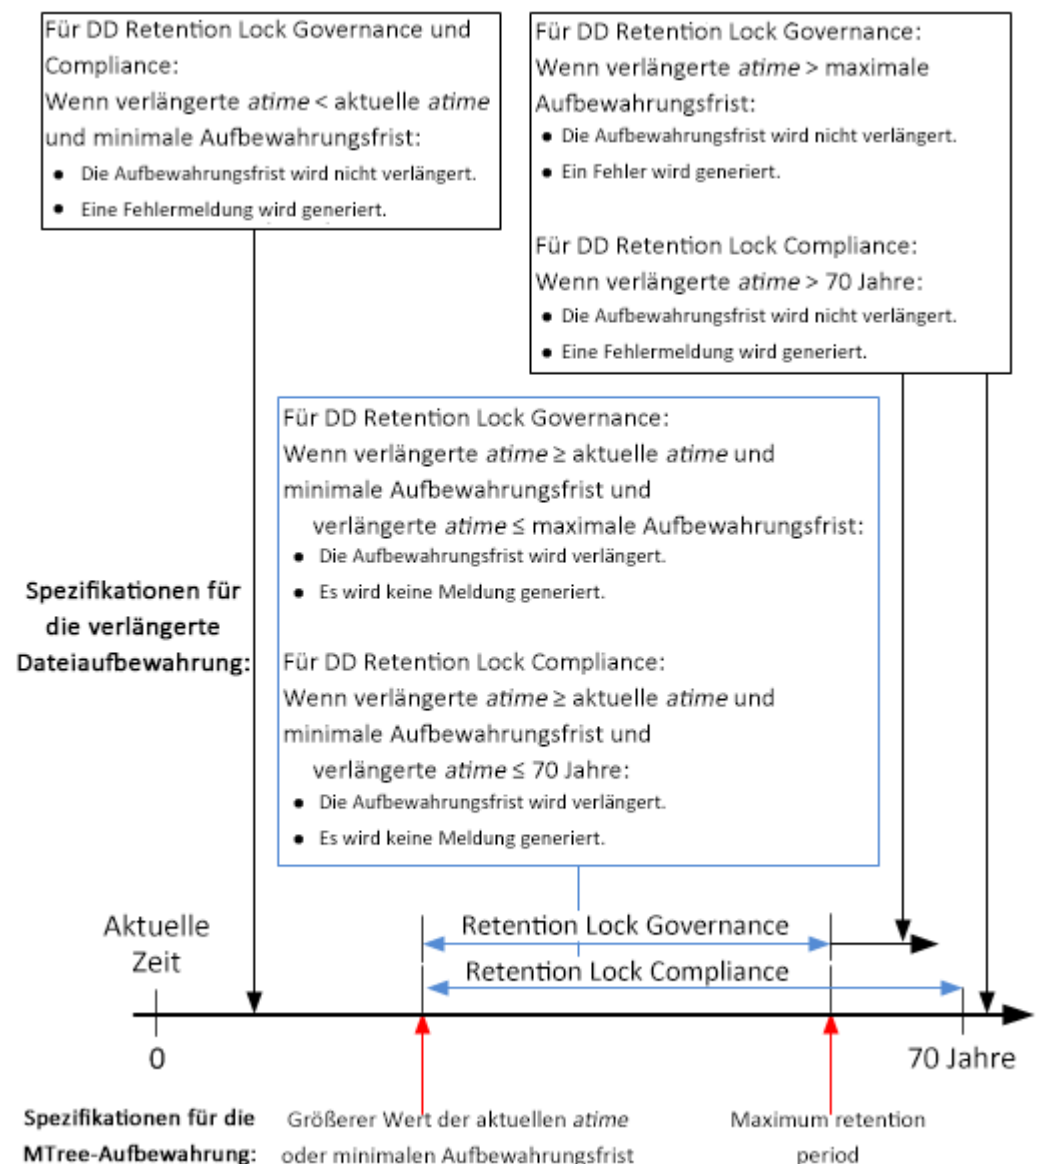 Für DD Retention Lock Governance und
Compliance:
Wenn verlängerte atime < aktuelle atime
und minimale Aufbewahrungsfrist:
• Die Aufbewahrungsfrist wird nicht verlängert.
• Eine Fehlermeldung wird generiert.
Für DD Retention Lock Governance:
Wenn verlängerte atime > maximale
Aufbewahrungsfrist:
• Die Aufbewahrungsfrist wird nicht verlängert.
• Ein Fehler wird generiert.
Für DD Retention Lock Compliance:
Wenn verlängerte atime > 70 Jahre:
• Die Aufbewahrungsfrist wird nicht verlängert.
• Eine Fehlermeldung wird generiert.
Für DD Retention Lock Governance:
Wenn verlängerte atime ≥ aktuelle atime und
minimale Aufbewahrungsfrist und
verlängerte atime ≤ maximale Aufbewahrungsfrist:
• Die Aufbewahrungsfrist wird verlängert.
• Es wird keine Meldung generiert.
Für DD Retention Lock Compliance:
Wenn verlängerte atime ≥ aktuelle atime und
minimale Aufbewahrungsfrist und
verlängerte atime ≤ 70 Jahre:
• Die Aufbewahrungsfrist wird verlängert.
• Es wird keine Meldung generiert.
Spezifikationen für
die verlängerte
Dateiaufbewahrung:
Aktuelle
Zeit
Retention Lock Governance
Retention Lock Compliance
0
70 Jahre
Spezifikationen für die
MTree-Aufbewahrung:
Größerer Wert der aktuellen atime
oder minimalen Aufbewahrungsfrist
Maximum retention
period